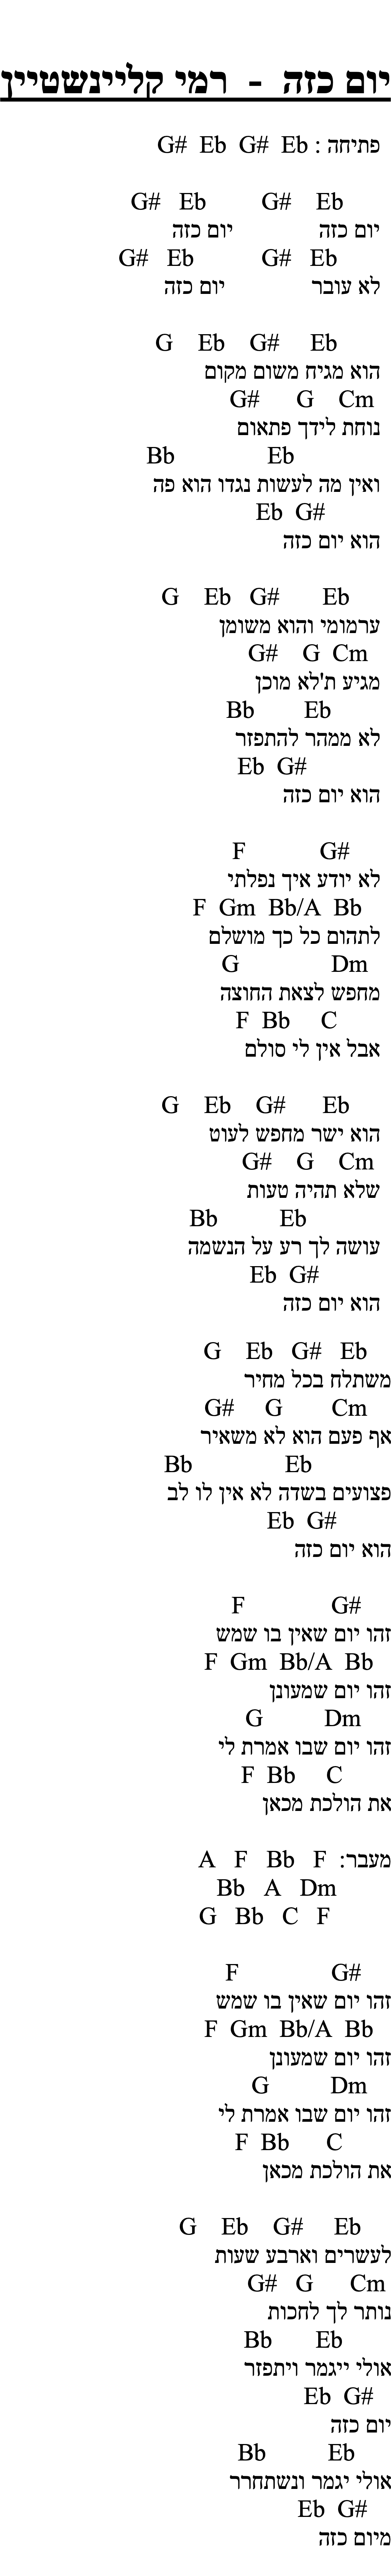 יום כזה - רמי קליינשטיין
פתיחה : G# Eb G# Eb
G# Eb G# Eb
יום כזה יום כזה
G# Eb G# Eb
לא עובר יום כזה
G Eb G# Eb
הוא מגיח משום מקום
G# G Cm
נוחת לידך פתאום
Bb Eb
ואין מה לעשות נגדו הוא פה
Eb G#
הוא יום כזה
G Eb G# Eb
ערמומי והוא משומן
G# G Cm
מגיע ת'לא מוכן
Bb Eb
לא ממהר להתפזר
Eb G#
הוא יום כזה
F G#
לא יודע איך נפלתי
F Gm Bb/A Bb
לתהום כל כך מושלם
G Dm
מחפש לצאת החוצה
F Bb C
אבל אין לי סולם
G Eb G# Eb
הוא ישר מחפש לעוט
G# G Cm
שלא תהיה טעות
Bb Eb
עושה לך רע על הנשמה
Eb G#
הוא יום כזה
G Eb G# Eb
משתלח בכל מחיר
G# G Cm
אף פעם הוא לא משאיר
Bb Eb
פצועים בשדה לא אין לו לב
Eb G#
הוא יום כזה
F G#
זהו יום שאין בו שמש
F Gm Bb/A Bb
זהו יום שמעונן
G Dm
זהו יום שבו אמרת לי
F Bb C
את הולכת מכאן
מעבר: A F Bb F
Bb A Dm
G Bb C F
F G#
זהו יום שאין בו שמש
F Gm Bb/A Bb
זהו יום שמעונן
G Dm
זהו יום שבו אמרת לי
F Bb C
את הולכת מכאן
G Eb G# Eb
לעשרים וארבע שעות
G# G Cm
נותר לך לחכות
Bb Eb
אולי ייגמר ויתפזר
Eb G#
יום כזה
Bb Eb
אולי יגמר ונשתחרר
Eb G#
מיום כזה